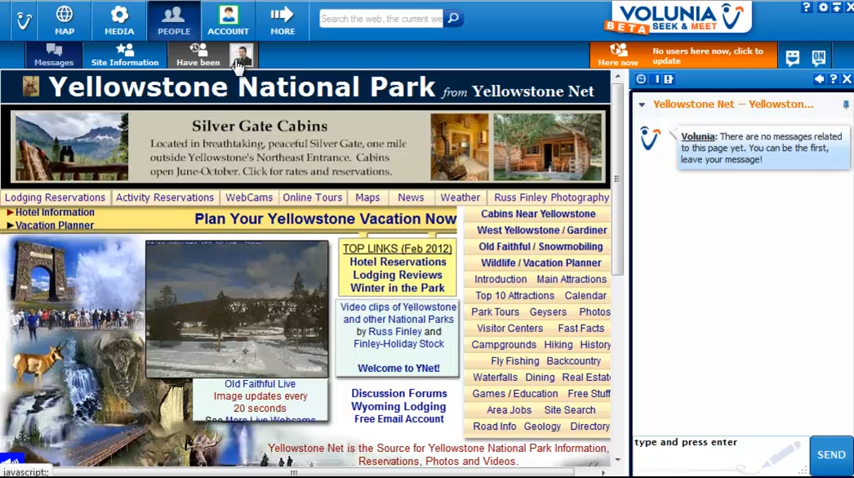 MAP
MEDIA
PEOPLE
ACCOUNT
MORE
Search the web, the current we
VOLUNIA
BETA SEEK & MEET
Messages
Site Information
Have been
Here now
No users here now, click to update
Yellowstone National Park from Yellowstone Net
Silver Gate Cabins
Located in breathtaking, peaceful Silver Gate, one mile
outside Yellowstone's Northeast Entrance. Cabins
open June-October. Click for rates and reservations.
Lodging Reservations Activity Reservations WebCams Online Tours Maps News Weather Russ Finley Photography
Hotel Information
Vacation Planner
Plan Your Yellowstone Vacation Now
TOP LINKS (Feb 2012)
Hotel Reservations
Lodging Reviews
Winter in the Park
Video clips of Yellowstone
and other National Parks
by Russ Finley and
Finley-Holiday Stock
Welcome to YNet!
Discussion Forums
Wyoming Lodging
Free Email Account
Old Faithful Live
Image updates every
20 seconds
See More Live Webcams
Cabins Near Yellowstone
West Yellowstone / Gardiner
Old Faithful / Snowmobiling
Wildlife / Vacation Planner
Introduction Main Attractions
Top 10 Attractions Calendar
Park Tours Geysers Photos
Visitor Centers Fast Facts
Campgrounds Hiking History
Fly Fishing Backcountry
Waterfalls Dining Real Esta
Games / Education Free Stuff
Area Jobs Site Search
Road Info Geology Directory
Yellowstone Net is the Source for Yellowstone National Park Information,
Reservations, Photos and Videos.
javascript:;
Yellowstone Net -- Yellowston...
Volunia: There are no messages related
to this page yet. You can be the first,
leave your message!
type and press enter
SEND